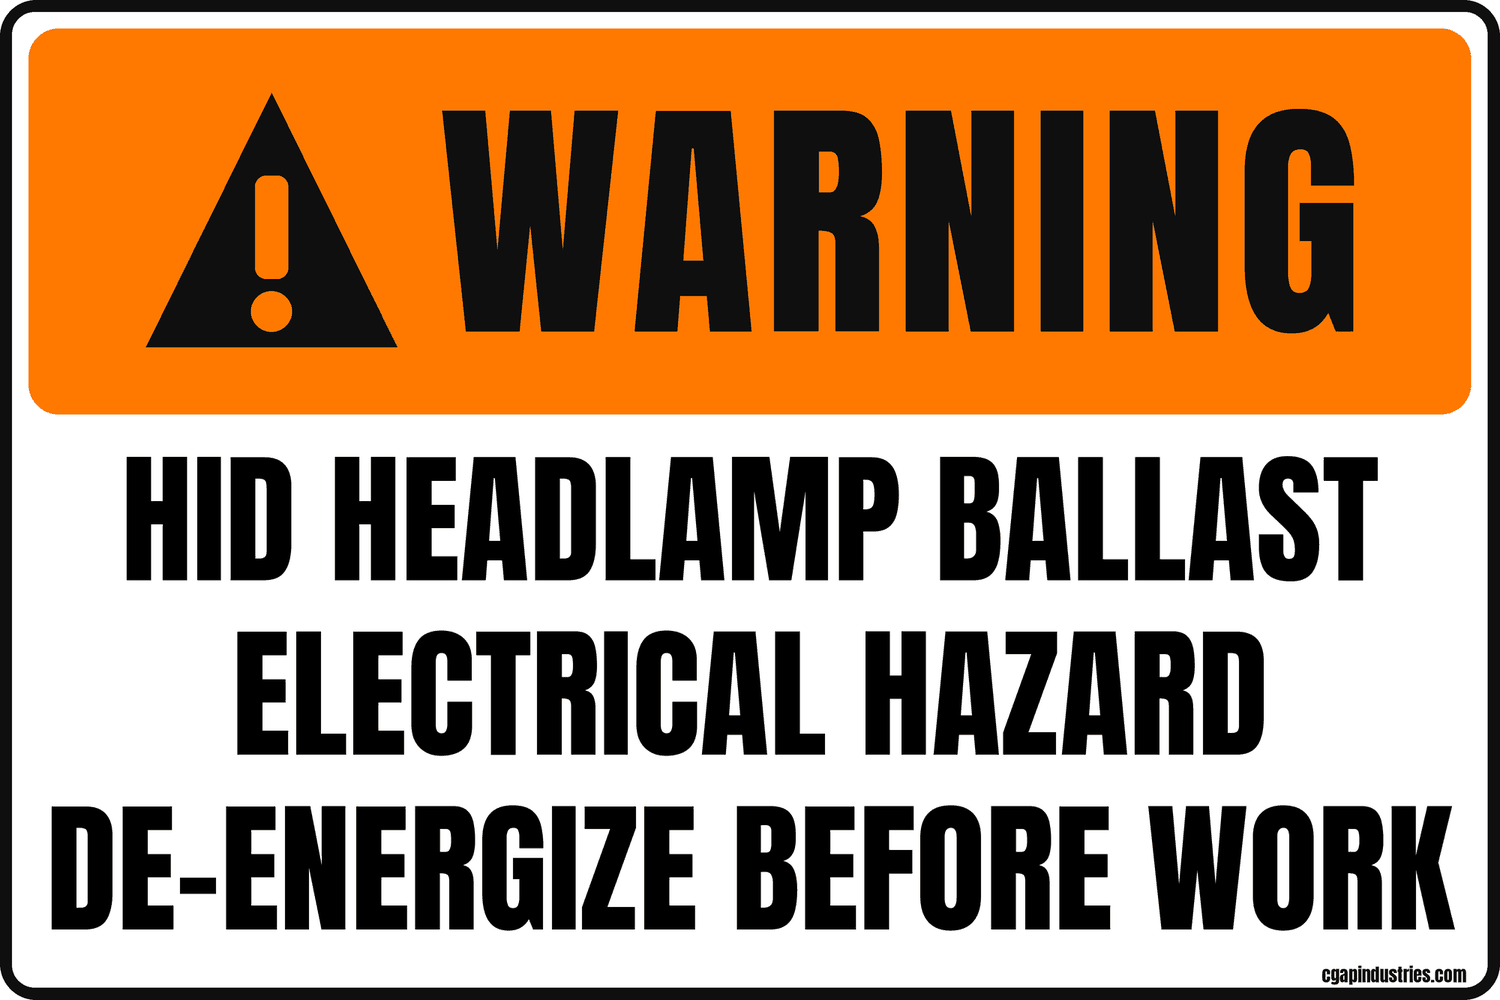 WARNING
HID HEADLAMP BALLAST
ELECTRICAL HAZARD
DE-ENERGIZE BEFORE WORK
cgapindustries.com